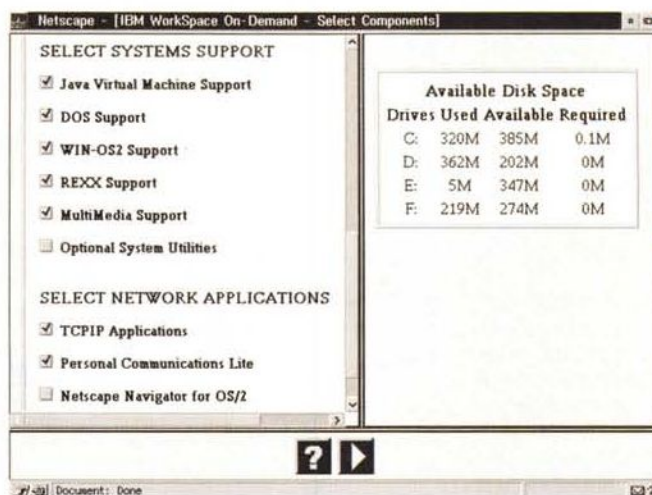 Netscape - [IBM WorkSpace On-Demand - Select Components]
SELECT SYSTEMS SUPPORT
Java Virtual Machine Support
DOS Support
WIN-OS2 Support
REXX Support
MultiMedia Support
Optional System Utilities
SELECT NETWORK APPLICATIONS
TCPIP Applications
Personal Communications Lite
Netscape Navigator for OS/2
Available Disk Space
Drives Used Available Required
C: 320M 385M 0.1M
D: 362M 202M 0M
E: 5M 347M 0M
F: 219M 274M 0M
?
Document: Done